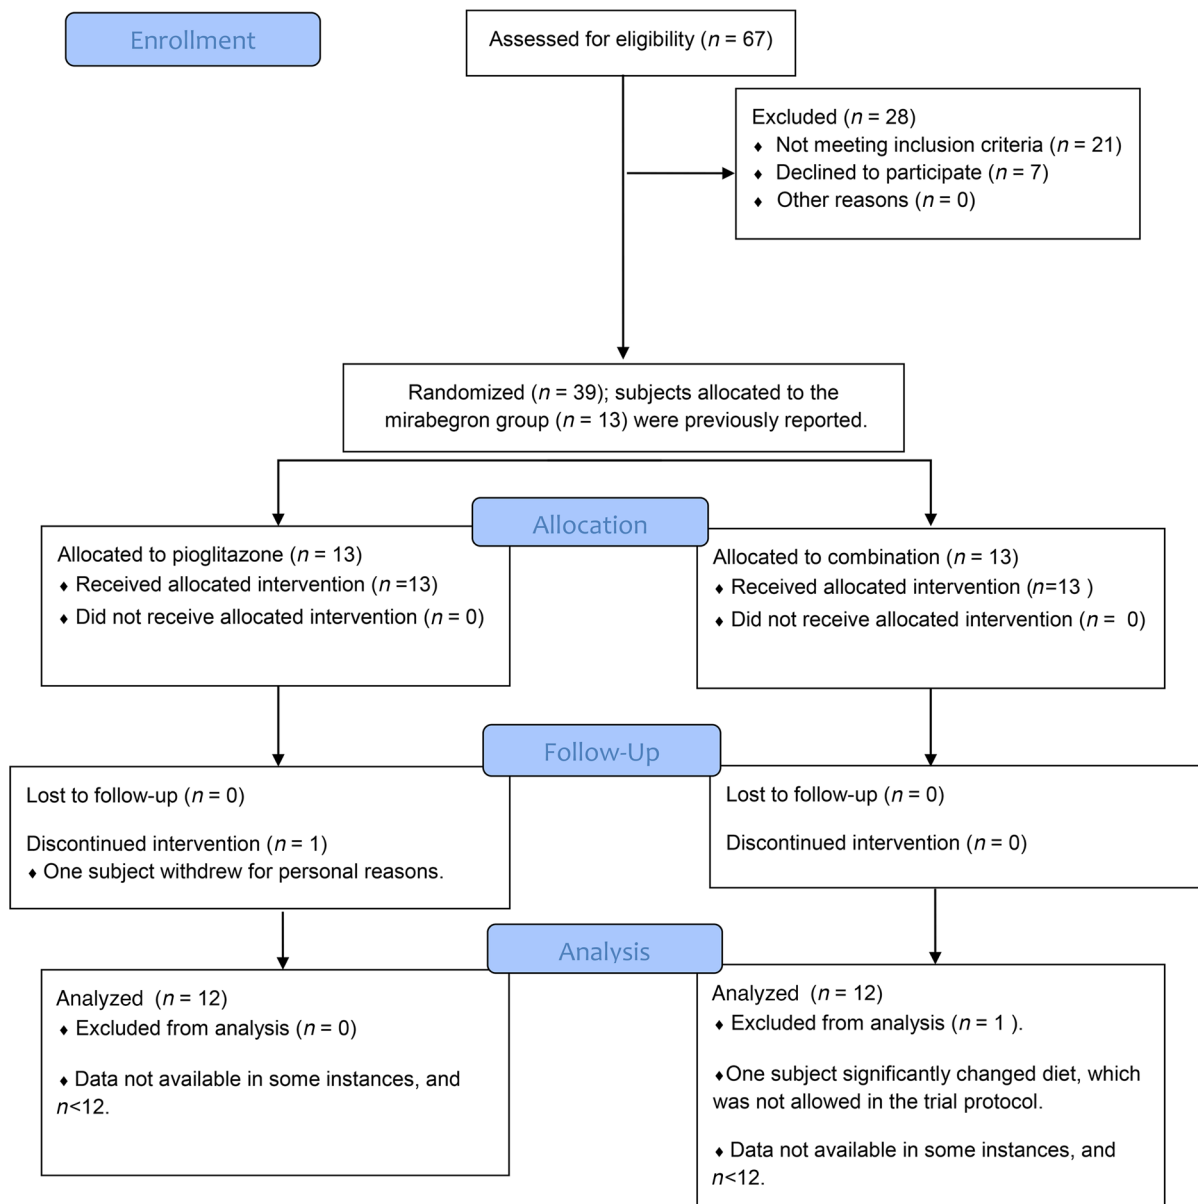 Enrollment
Assessed for eligibility (n = 67)
Excluded (n = 28)
♦ Not meeting inclusion criteria (n = 21)
♦ Declined to participate (n = 7)
♦ Other reasons (n = 0)
Randomized (n = 39); subjects allocated to the
mirabegron group (n = 13) were previously reported.
Allocation
Allocated to pioglitazone (n = 13)
♦ Received allocated intervention (n =13)
♦ Did not receive allocated intervention (n = 0)
Allocated to combination (n = 13)
♦ Received allocated intervention (n=13 )
♦ Did not receive allocated intervention (n =  0)
Follow-Up
Lost to follow-up (n = 0)
Discontinued intervention (n = 1)
♦ One subject withdrew for personal reasons.
Lost to follow-up (n = 0)
Discontinued intervention (n = 0)
Analysis
Analyzed  (n = 12)
♦ Excluded from analysis (n = 0)
♦ Data not available in some instances, and
n<12.
Analyzed  (n = 12)
♦ Excluded from analysis (n = 1 ).
♦One subject significantly changed diet, which
was not allowed in the trial protocol.
♦ Data not available in some instances, and
n<12.